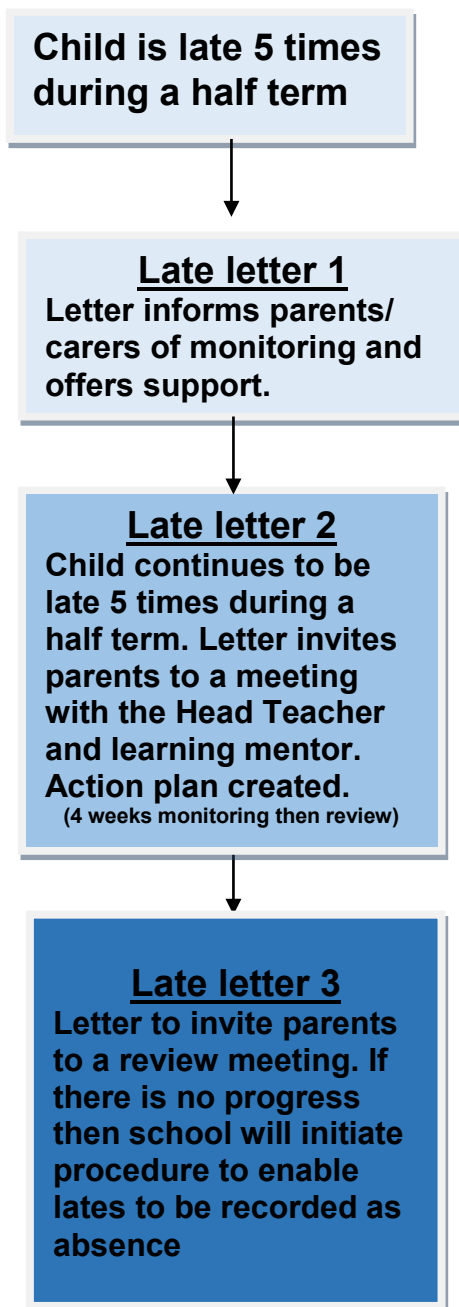 Child is late 5 times
during a half term
Late letter 1
Letter informs parents/
carers of monitoring and
offers support.
Late letter 2
Child continues to be
late 5 times during a
half term. Letter invites
parents to a meeting
with the Head Teacher
and learning mentor.
Action plan created.
(4 weeks monitoring then review)
Late letter 3
Letter to invite parents
to a review meeting. If
there is no progress
then school will initiate
procedure to enable
lates to be recorded as
absence